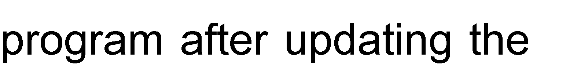 program after updating the